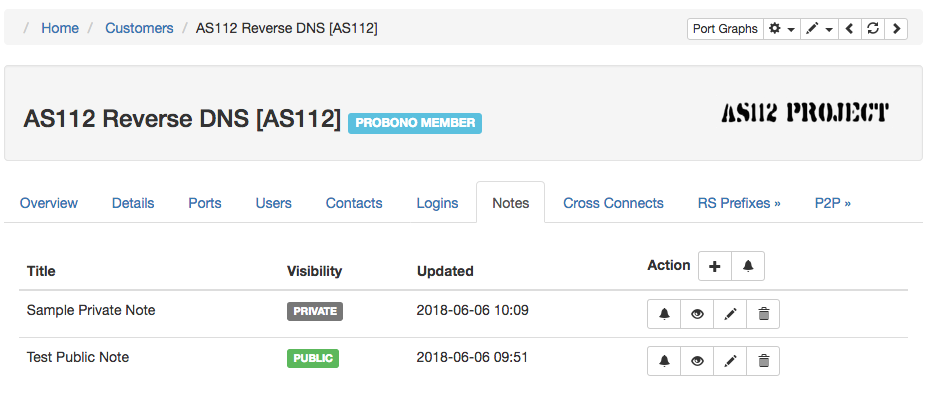 / Home / Customers / AS112 Reverse DNS [AS112] Port Graphs
AS112 Reverse DNS [AS112] PROBONO MEMBER AS112 PROJECT
Overview Details Ports Users Contacts Logins Notes Cross Connects RS Prefixes » P2P »
Title Visibility Updated Action
Sample Private Note PRIVATE 2018-06-06 10:09
Test Public Note PUBLIC 2018-06-06 09:51